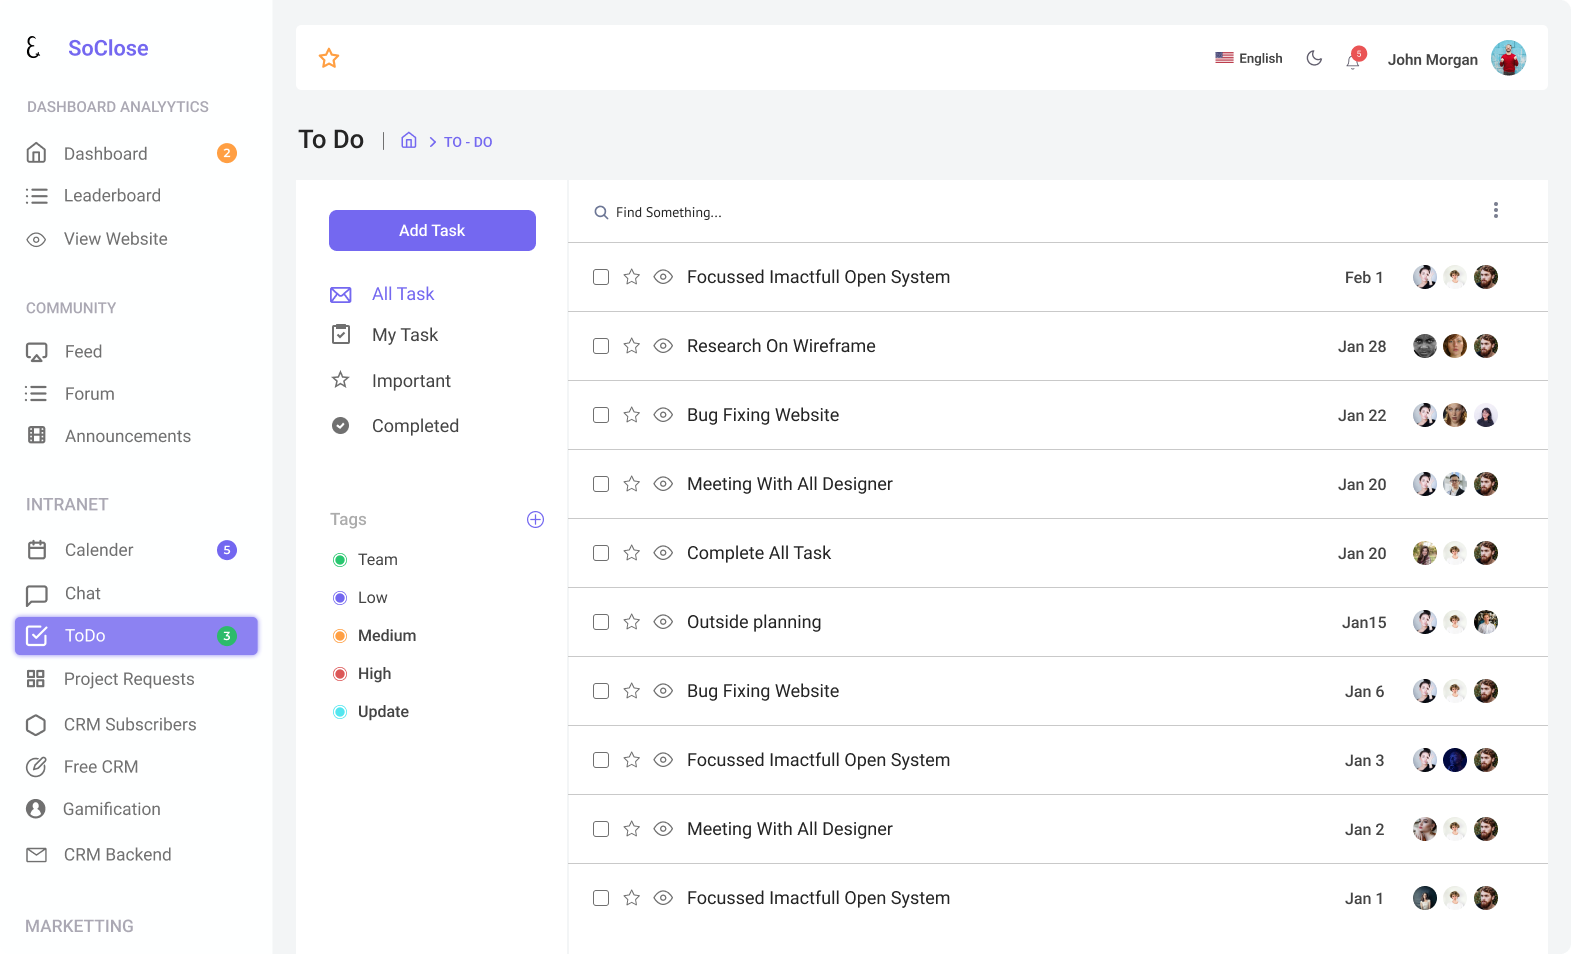 SoClose
DASHBOARD ANALYYTICS
Dashboard 2
Leaderboard
View Website
COMMUNITY
Feed
Forum
Announcements
INTRANET
Calender 5
Chat
ToDo 3
Project Requests
CRM Subscribers
Free CRM
Gamification
CRM Backend
MARKETTING
English 5 John Morgan
To Do | > TO - DO
Add Task
All Task
My Task
Important
Completed
Tags
Team
Low
Medium
High
Update
Find Something...
Focussed Imactfull Open System Feb 1
Research On Wireframe Jan 28
Bug Fixing Website Jan 22
Meeting With All Designer Jan 20
Complete All Task Jan 20
Outside planning Jan15
Bug Fixing Website Jan 6
Focussed Imactfull Open System Jan 3
Meeting With All Designer Jan 2
Focussed Imactfull Open System Jan 1